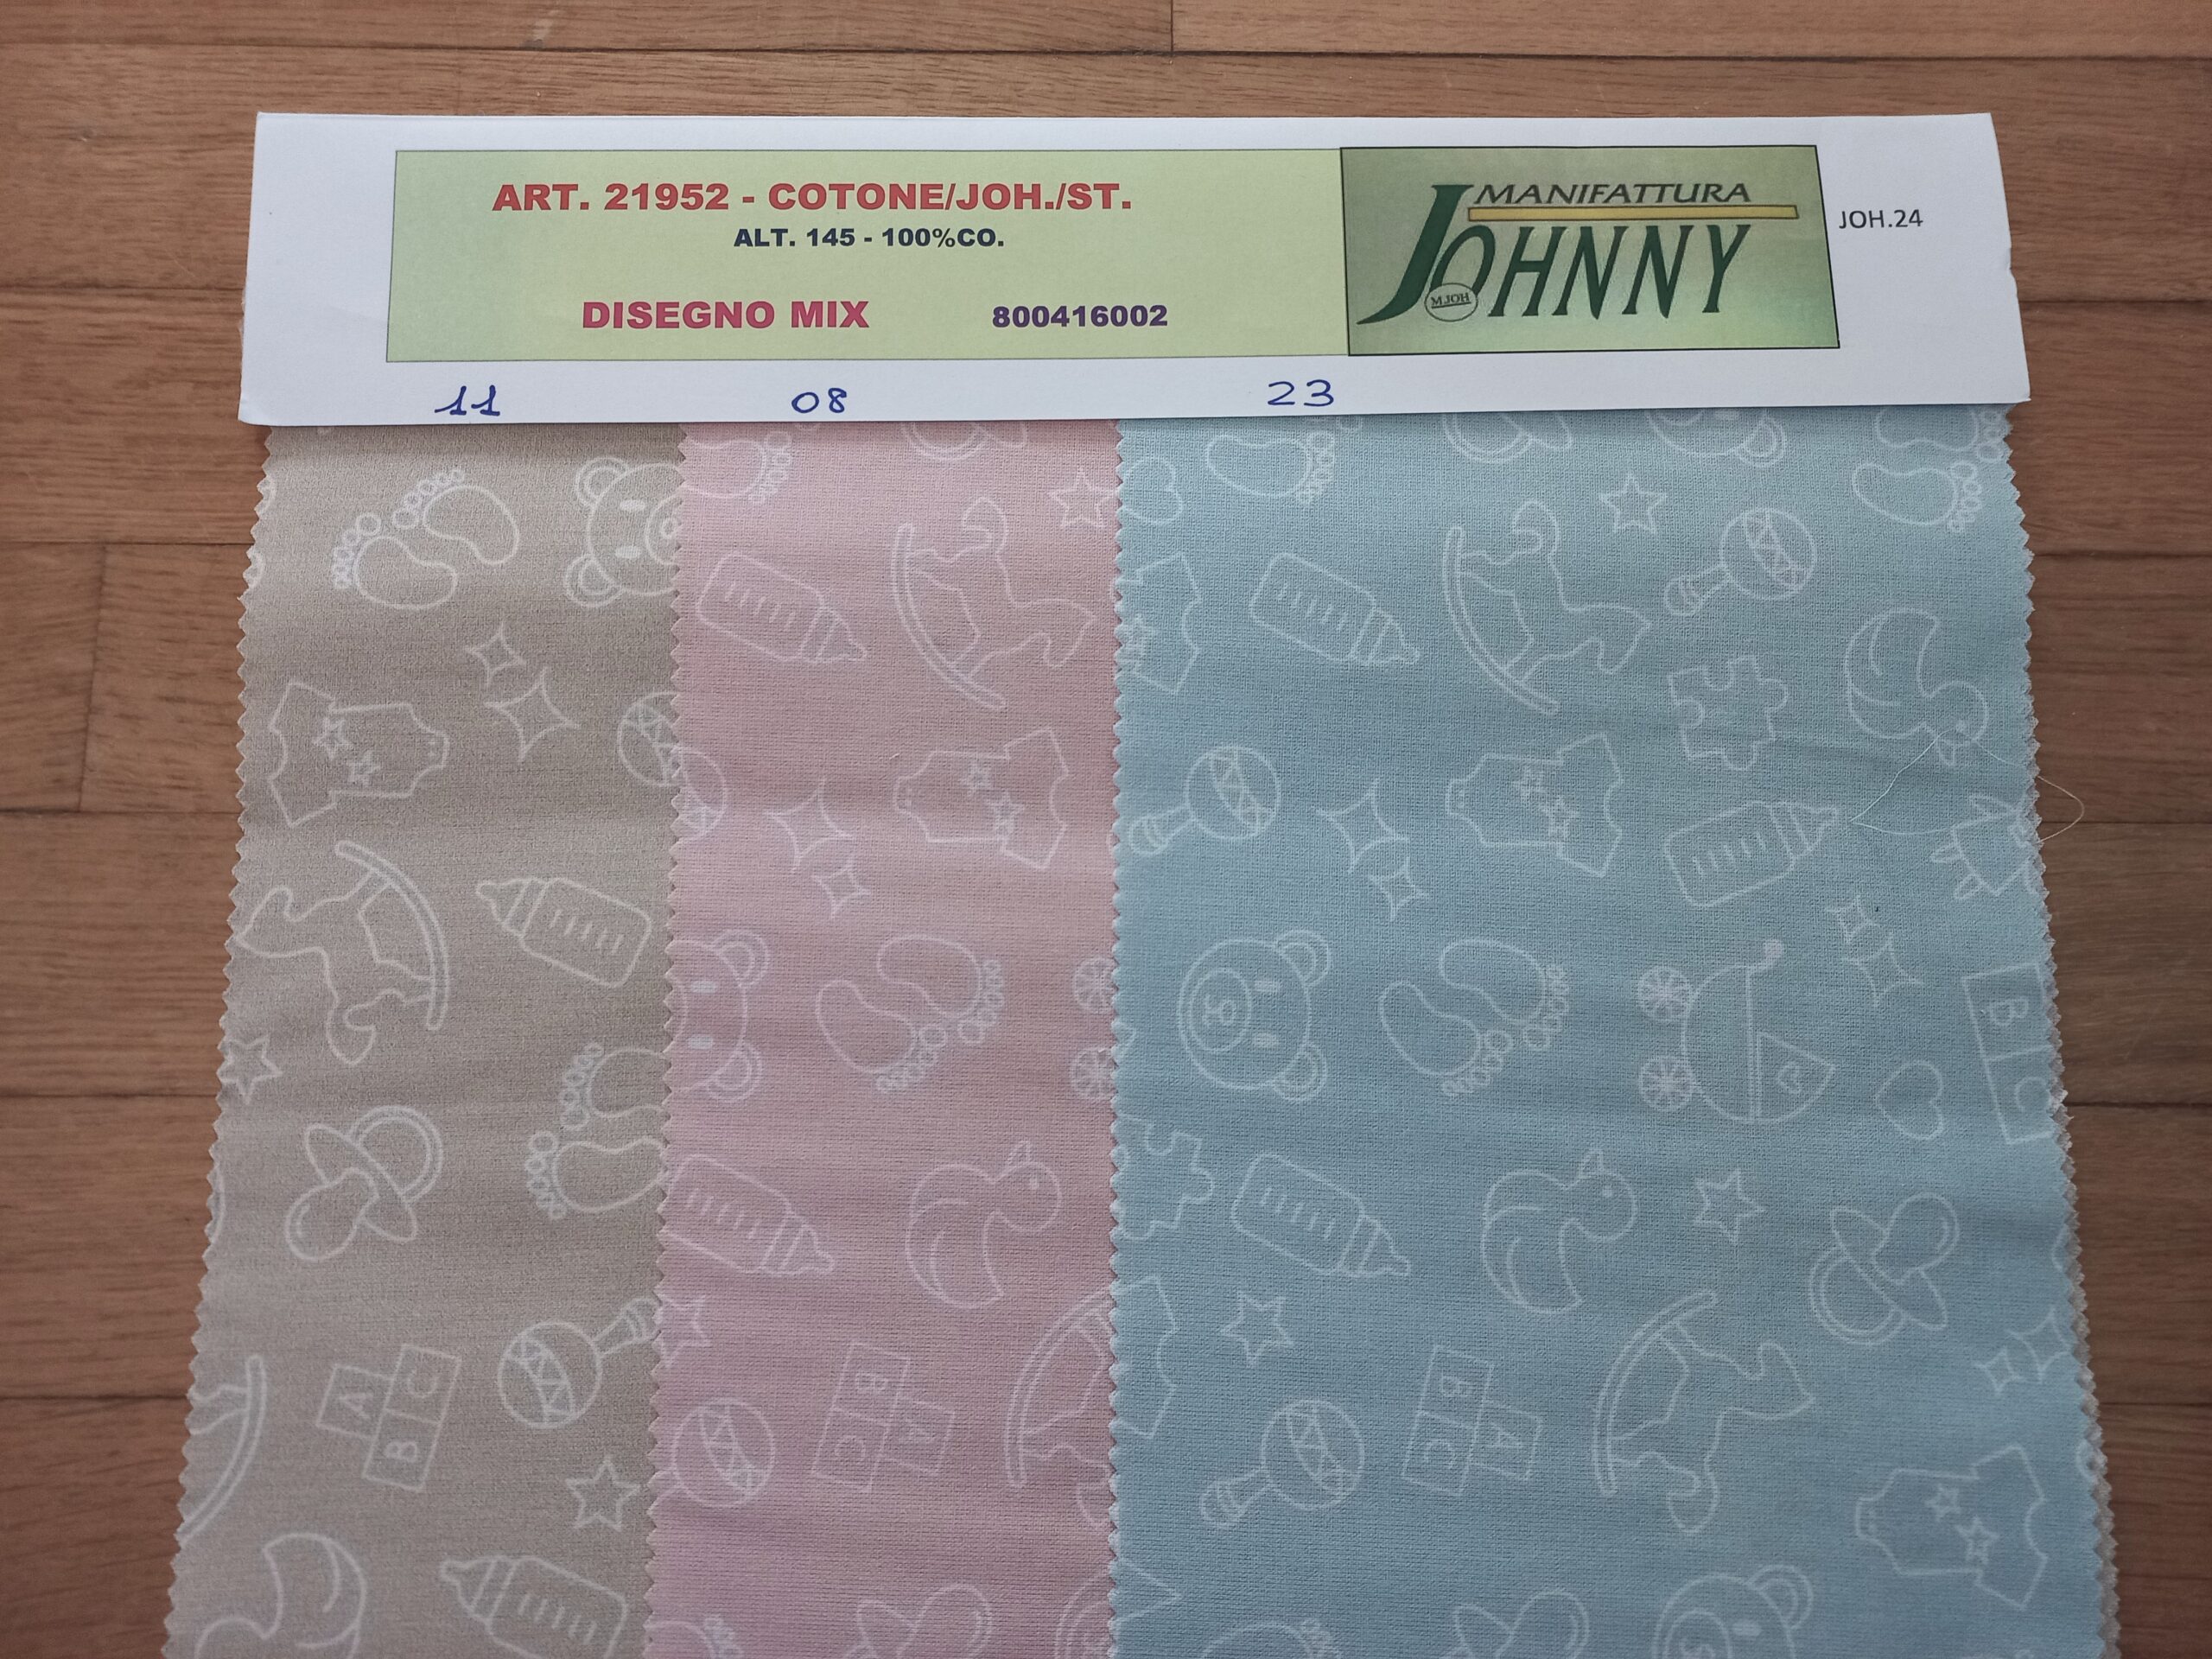 ART. 21952 - COTONE/JOH./ST.
ALT. 145 - 100%CO.
DISEGNO MIX 800416002
MANIFATTURA
JOHNNY
M.JOH
JOH.24
11 08 23
B
C
A
C
B
B
A
C
B
A
C